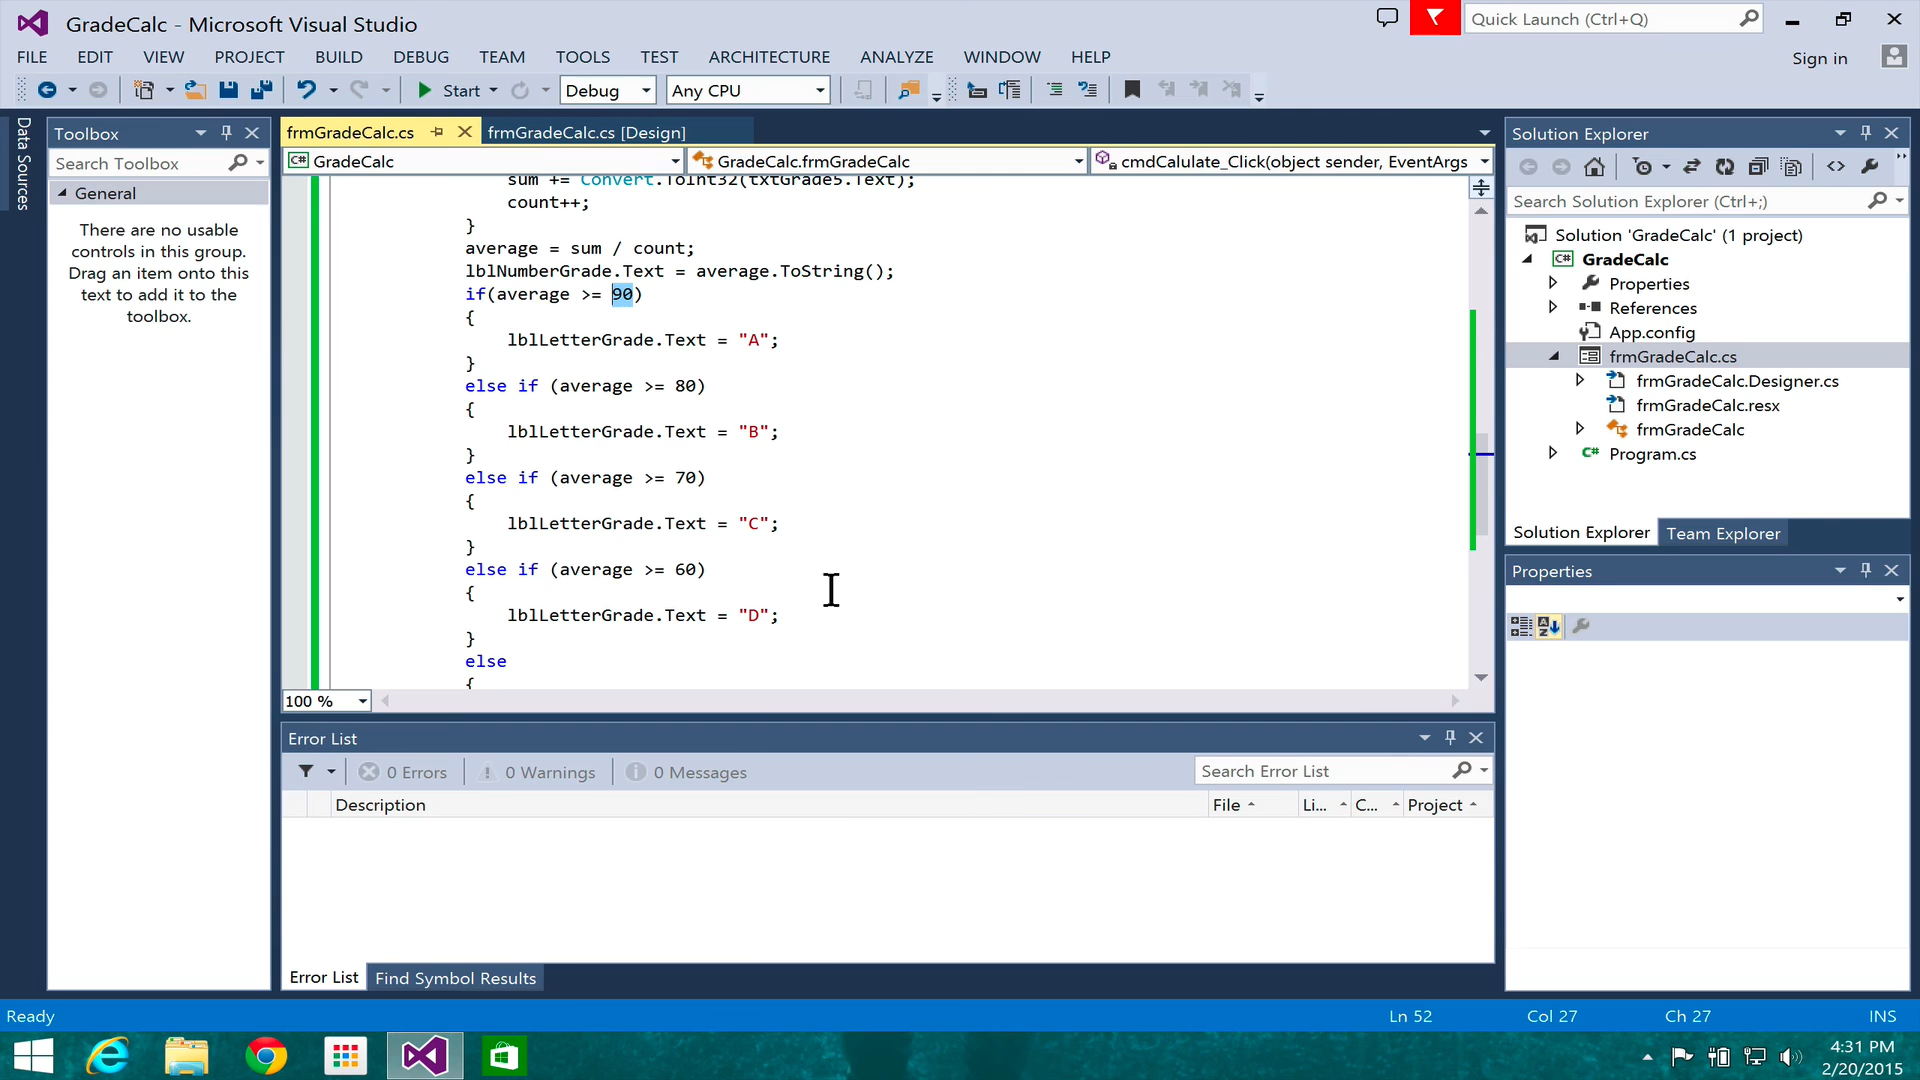 GradeCalc - Microsoft Visual Studio
Quick Launch (Ctrl+Q)
FILE EDIT VIEW PROJECT BUILD DEBUG TEAM TOOLS TEST ARCHITECTURE ANALYZE WINDOW HELP
Sign in
Start Debug Any CPU
Data Sources
Toolbox
Search Toolbox
General
There are no usable
controls in this group.
Drag an item onto this
text to add it to the
toolbox.
frmGradeCalc.cs frmGradeCalc.cs [Design]
GradeCalc GradeCalc.frmGradeCalc cmdCalulate_Click(object sender, EventArgs
sum += Convert.ToInt32(txtGrade5.Text);
count++;
}
average = sum / count;
lblNumberGrade.Text = average.ToString();
if(average >= 90)
{
lblLetterGrade.Text = "A";
}
else if (average >= 80)
{
lblLetterGrade.Text = "B";
}
else if (average >= 70)
{
lblLetterGrade.Text = "C";
}
else if (average >= 60)
{
lblLetterGrade.Text = "D";
}
else
{
100 %
Error List
0 Errors 0 Warnings 0 Messages
Search Error List
Description File Li... C... Project
Error List Find Symbol Results
Solution Explorer
Search Solution Explorer (Ctrl+;)
Solution 'GradeCalc' (1 project)
C# GradeCalc
Properties
References
App.config
frmGradeCalc.cs
frmGradeCalc.Designer.cs
frmGradeCalc.resx
frmGradeCalc
C# Program.cs
Solution Explorer Team Explorer
Properties
Ready Ln 52 Col 27 Ch 27 INS
4:31 PM
2/20/2015